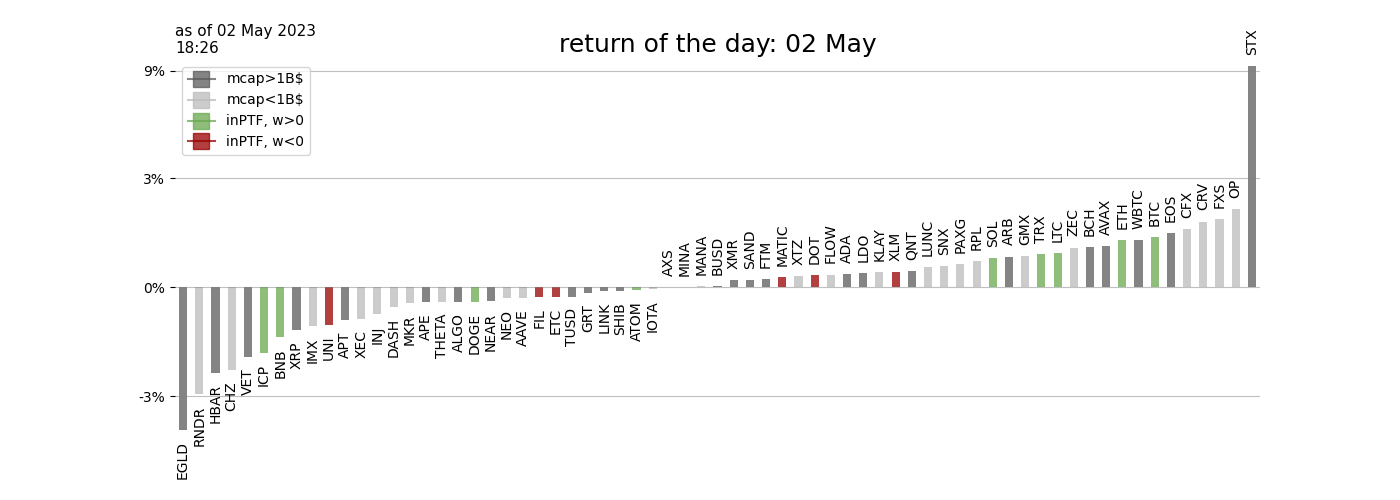 as of 02 May 2023
18:26
return of the day: 02 May
STX
9%
mcap>1B$
mcap<1B$
inPTF, w>0
inPTF, w<0
3%
0%
-3%
EGLD
RNDR
HBAR
CHZ
VET
ICP
BNB
XRP
IMX
UNI
APT
XEC
INJ
DASH
MKR
APE
THETA
ALGO
DOGE
NEAR
NEO
AAVE
FIL
ETC
TUSD
GRT
LINK
SHIB
ATOM
IOTA
AXS
MINA
MANA
BUSD
XMR
SAND
FTM
MATIC
XTZ
DOT
FLOW
ADA
LDO
KLAY
XLM
QNT
LUNC
SNX
PAXG
RPL
SOL
ARB
GMX
TRX
LTC
ZEC
BCH
AVAX
ETH
WBTC
BTC
EOS
CFX
CRV
FXS
OP